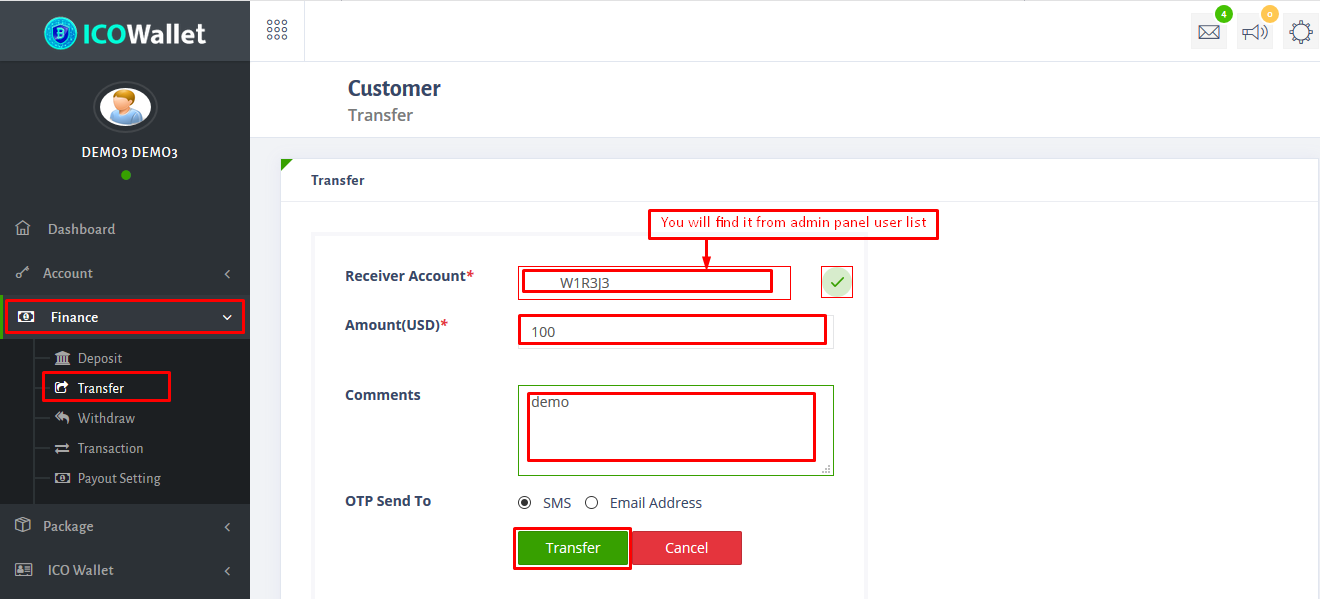 ICOWallet
4
0
DEMO3 DEMO3
Customer
Transfer
Dashboard
Account
Finance
Deposit
Transfer
Withdraw
Transaction
Payout Setting
Package
ICO Wallet
Transfer
You will find it from admin panel user list
Receiver Account*
W1R3J3
Amount(USD)*
100
Comments
demo
OTP Send To
SMS
Email Address
Transfer
Cancel